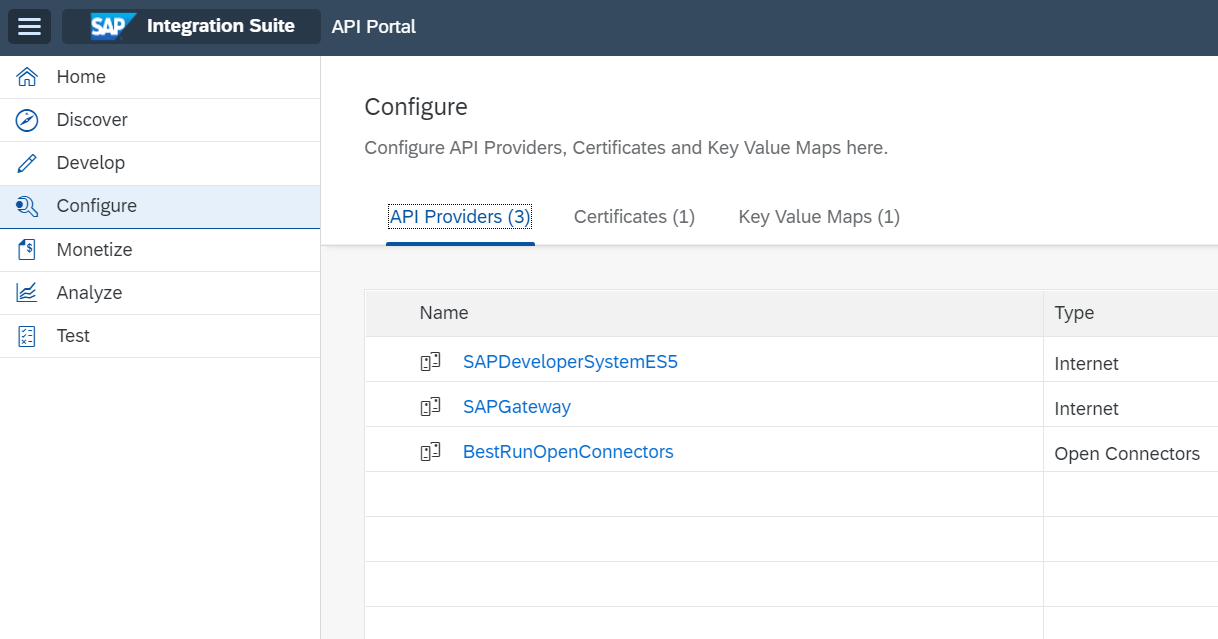 SAP Integration Suite API Portal
Home
Discover
Develop
Configure
Monetize
Analyze
Test
Configure
Configure API Providers, Certificates and Key Value Maps here.
API Providers (3) Certificates (1) Key Value Maps (1)
Name Type
SAPDeveloperSystemES5 Internet
SAPGateway Internet
BestRunOpenConnectors Open Connectors